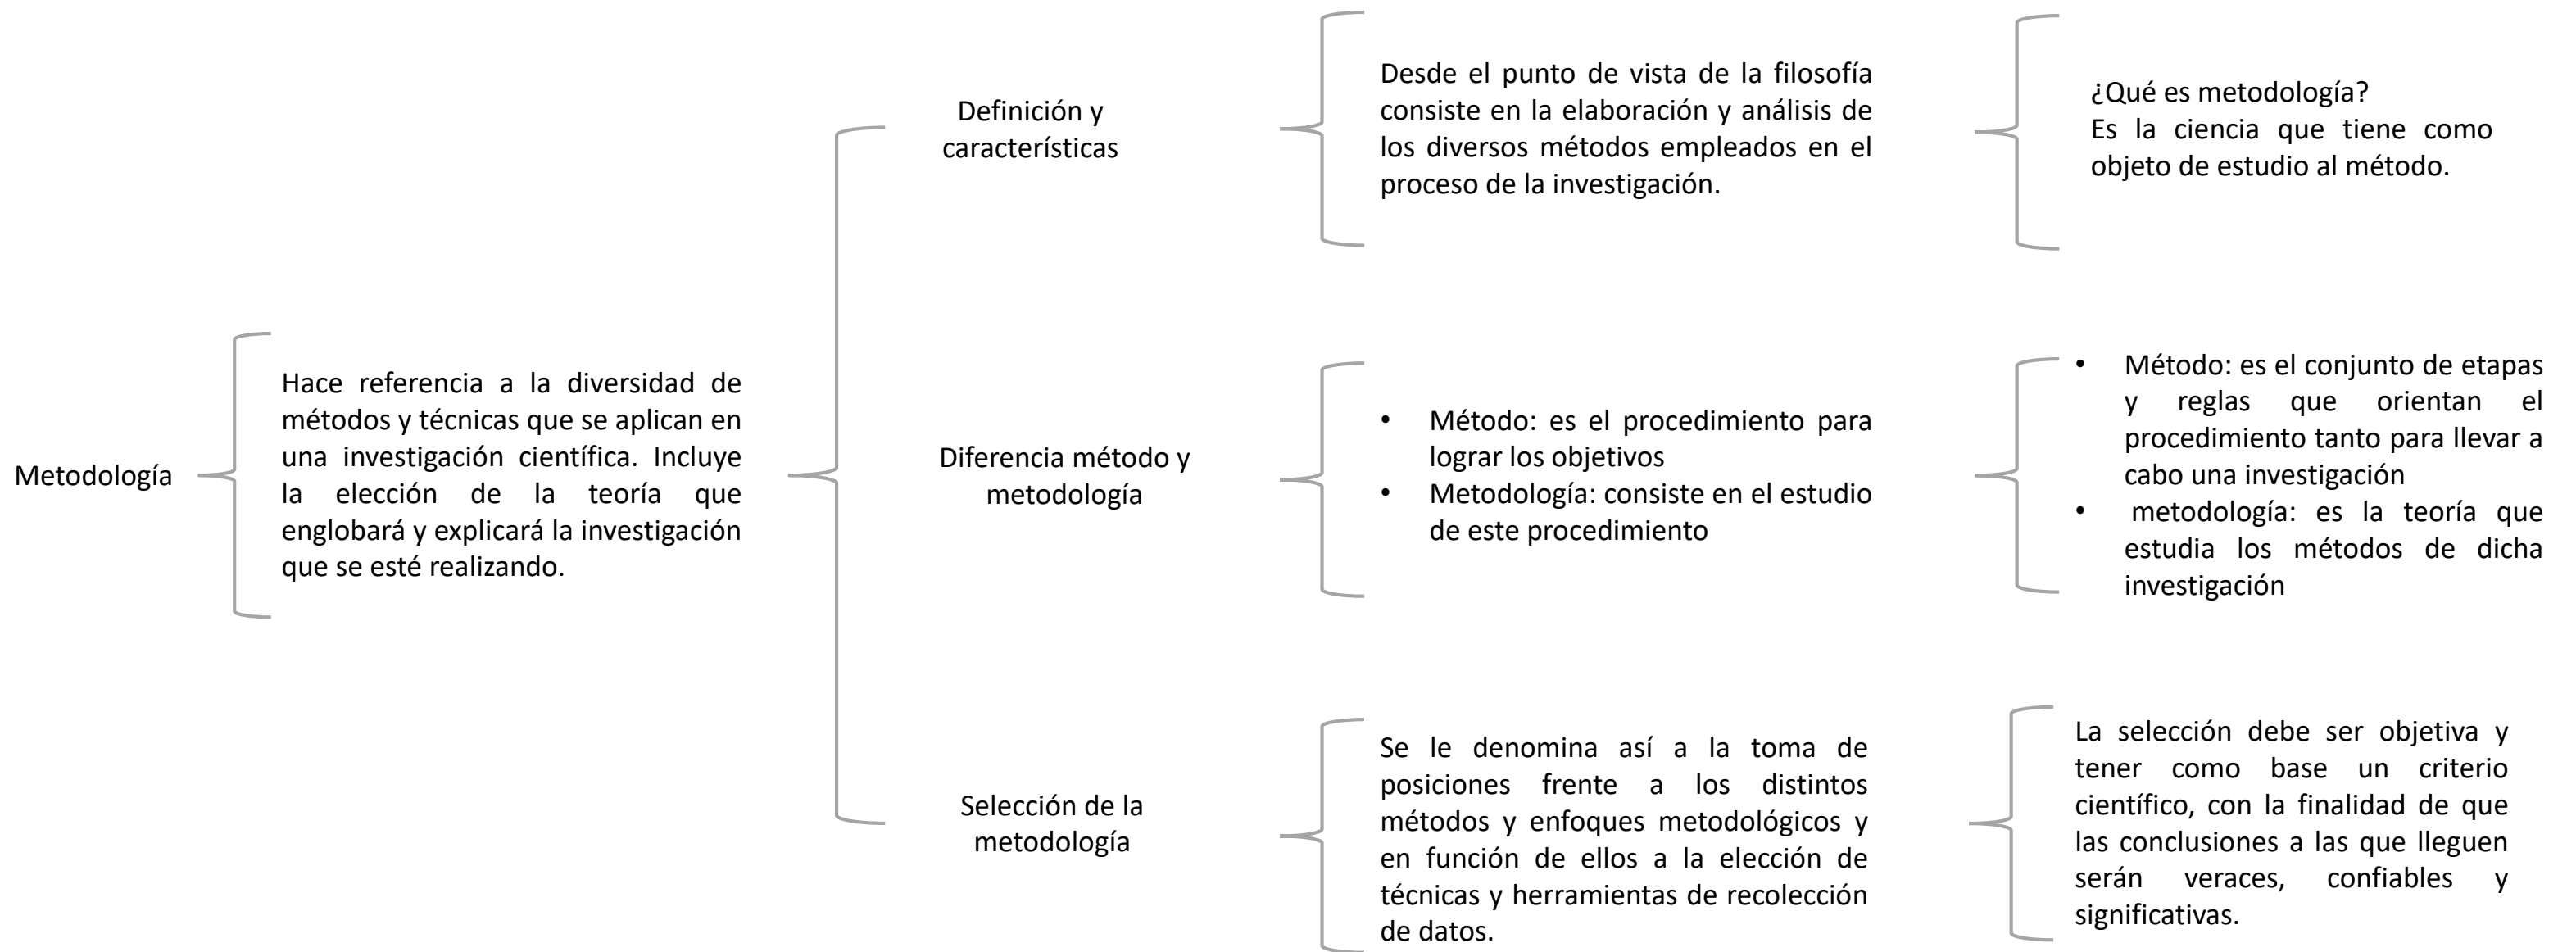 Metodología
Hace referencia a la diversidad de
métodos y técnicas que se aplican en
una investigación científica. Incluye
la elección de la teoría que
englobará y explicará la investigación
que se esté realizando.
Definición y
características
Desde el punto de vista de la filosofía
consiste en la elaboración y análisis de
los diversos métodos empleados en el
proceso de la investigación.
¿Qué es metodología?
Es la ciencia que tiene como
objeto de estudio al método.
Diferencia método y
metodología
• Método: es el procedimiento para
lograr los objetivos
• Metodología: consiste en el estudio
de este procedimiento
• Método: es el conjunto de etapas
y reglas que orientan el
procedimiento tanto para llevar a
cabo una investigación
• metodología: es la teoría que
estudia los métodos de dicha
investigación
Selección de la
metodología
Se le denomina así a la toma de
posiciones frente a los distintos
métodos y enfoques metodológicos y
en función de ellos a la elección de
técnicas y herramientas de recolección
de datos.
La selección debe ser objetiva y
tener como base un criterio
científico, con la finalidad de que
las conclusiones a las que lleguen
serán veraces, confiables y
significativas.